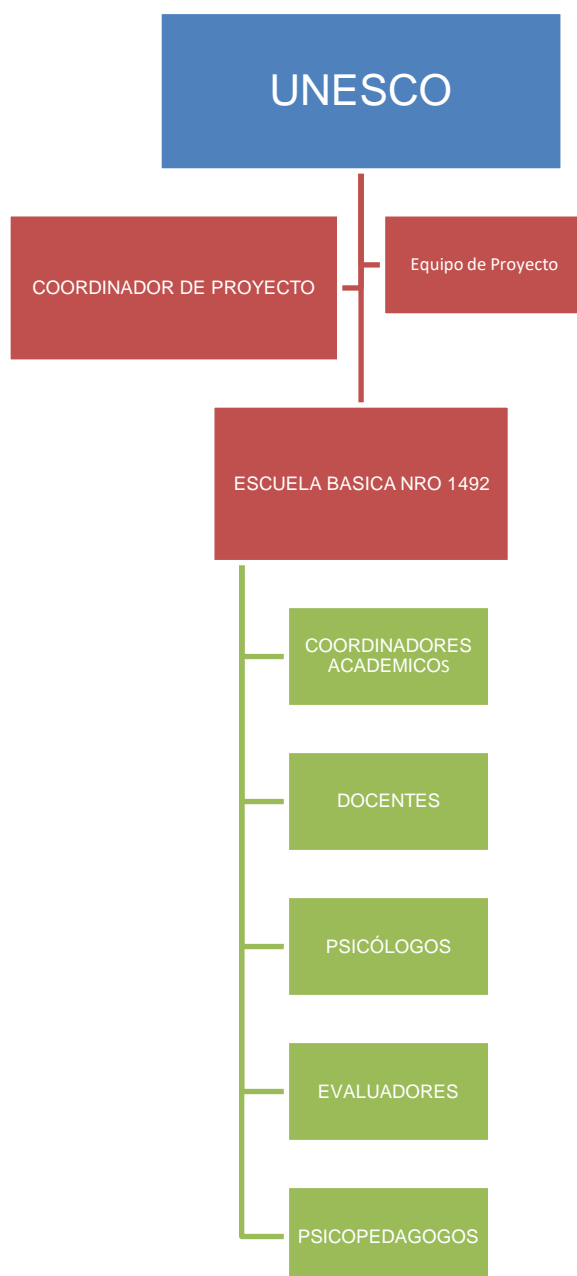 UNESCO
COORDINADOR DE PROYECTO
Equipo de Proyecto
ESCUELA BASICA NRO 1492
COORDINADORES
ACADEMICOs
DOCENTES
PSICÓLOGOS
EVALUADORES
PSICOPEDAGOGOS